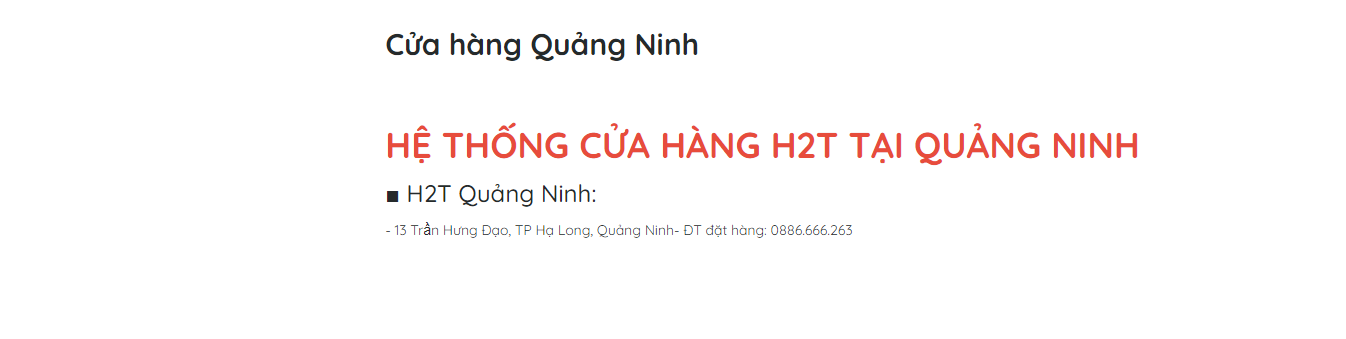 Cửa hàng Quảng Ninh
HỆ THỐNG CỬA HÀNG H2T TẠI QUẢNG NINH
■ H2T Quảng Ninh:
- 13 Trần Hưng Đạo, TP Hạ Long, Quảng Ninh- ĐT đặt hàng: 0886.666.263